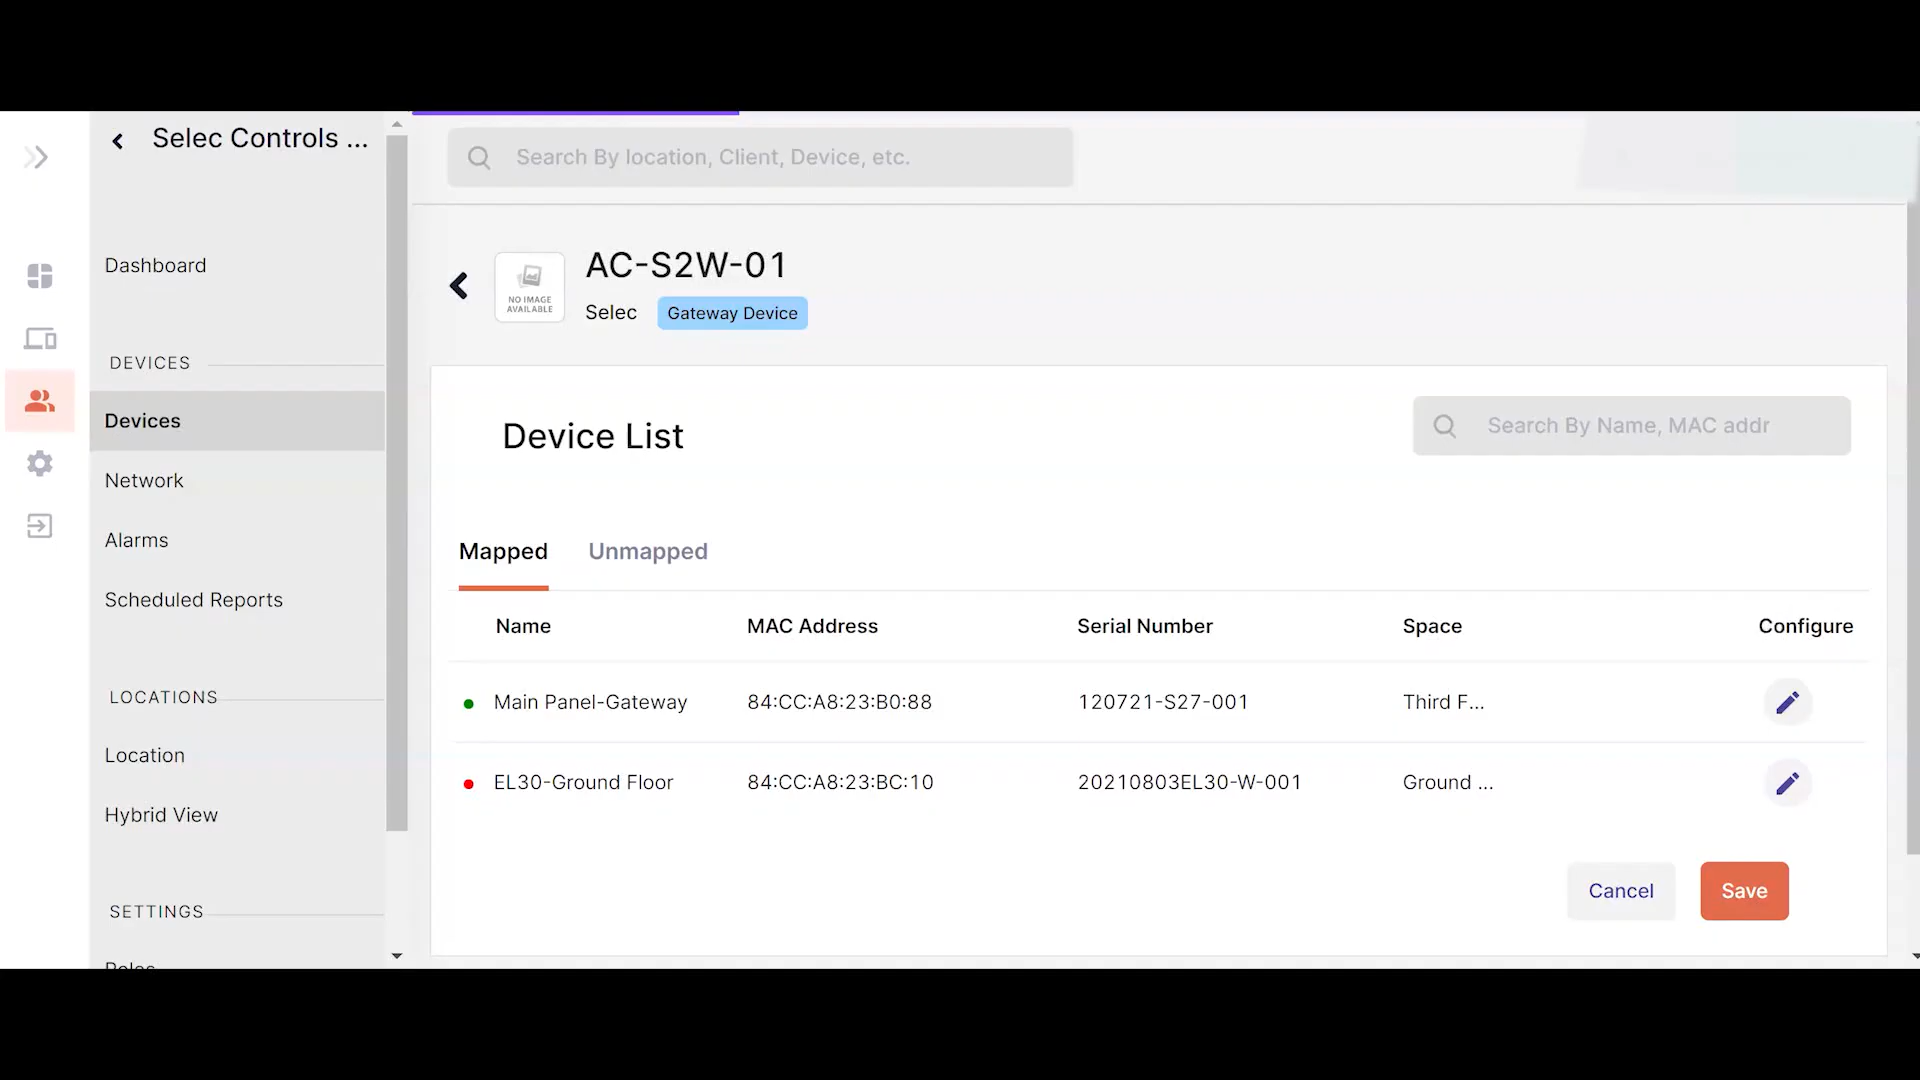 Selec Controls ...
Search By location, Client, Device, etc.
Dashboard
DEVICES
Devices
Network
Alarms
Scheduled Reports
LOCATIONS
Location
Hybrid View
SETTINGS
Roles
NO IMAGE
AVAILABLE
AC-S2W-01
Selec Gateway Device
Device List
Search By Name, MAC addr
Mapped Unmapped
Name MAC Address Serial Number Space Configure
Main Panel-Gateway 84:CC:A8:23:B0:88 120721-S27-001 Third F...
EL30-Ground Floor 84:CC:A8:23:BC:10 20210803EL30-W-001 Ground ...
Cancel Save